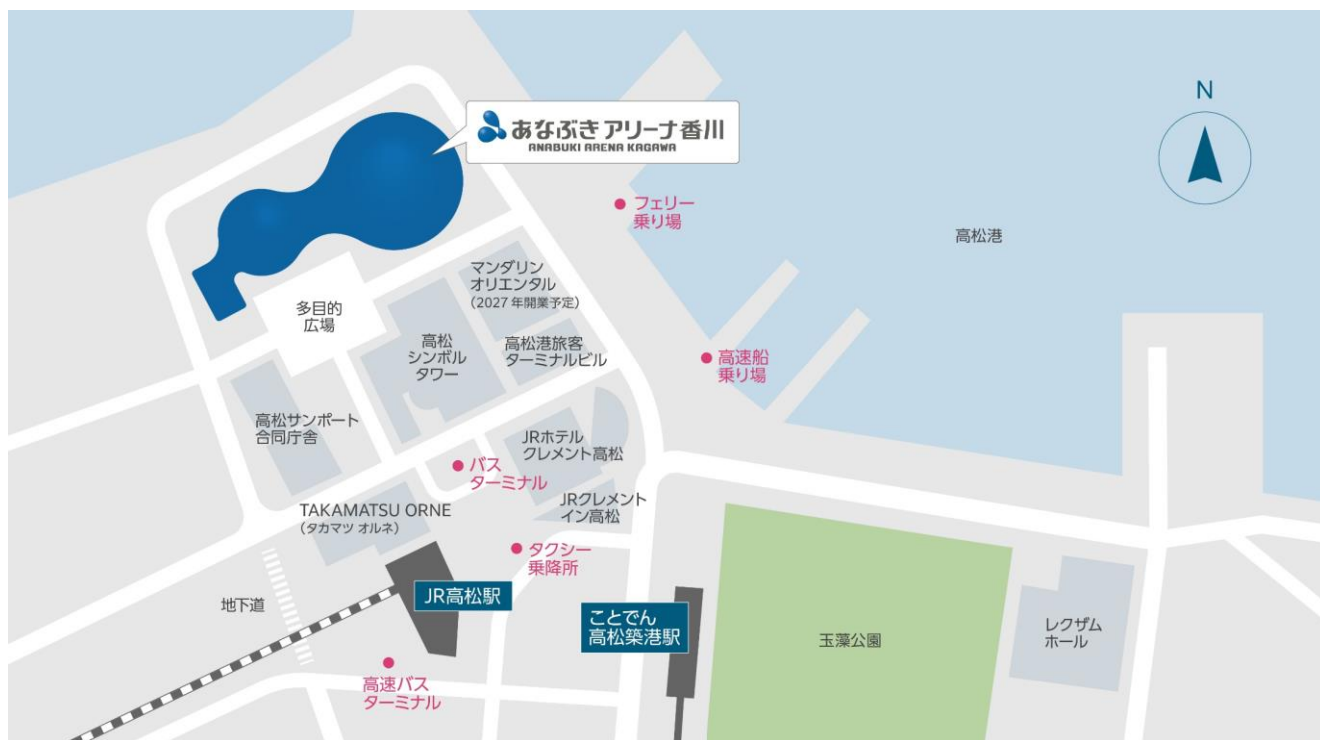 あなぶきアリーナ香川
ANABUKI ARENA KAGAWA
N
フェリー
乗り場
高松港
マンダリン
オリエンタル
(2027年開業予定)
多目的
広場
高松
シンボル
タワー
高松港旅客
ターミナルビル
高速船
乗り場
高松サンポート
合同庁舎
JRホテル
クレメント高松
バス
ターミナル
JRクレメント
イン高松
TAKAMATSU ORNE
(タカマツ オルネ)
タクシー
乗降所
JR高松駅
地下道
ことでん
高松築港駅
玉藻公園
レクザム
ホール
高速バス
ターミナル